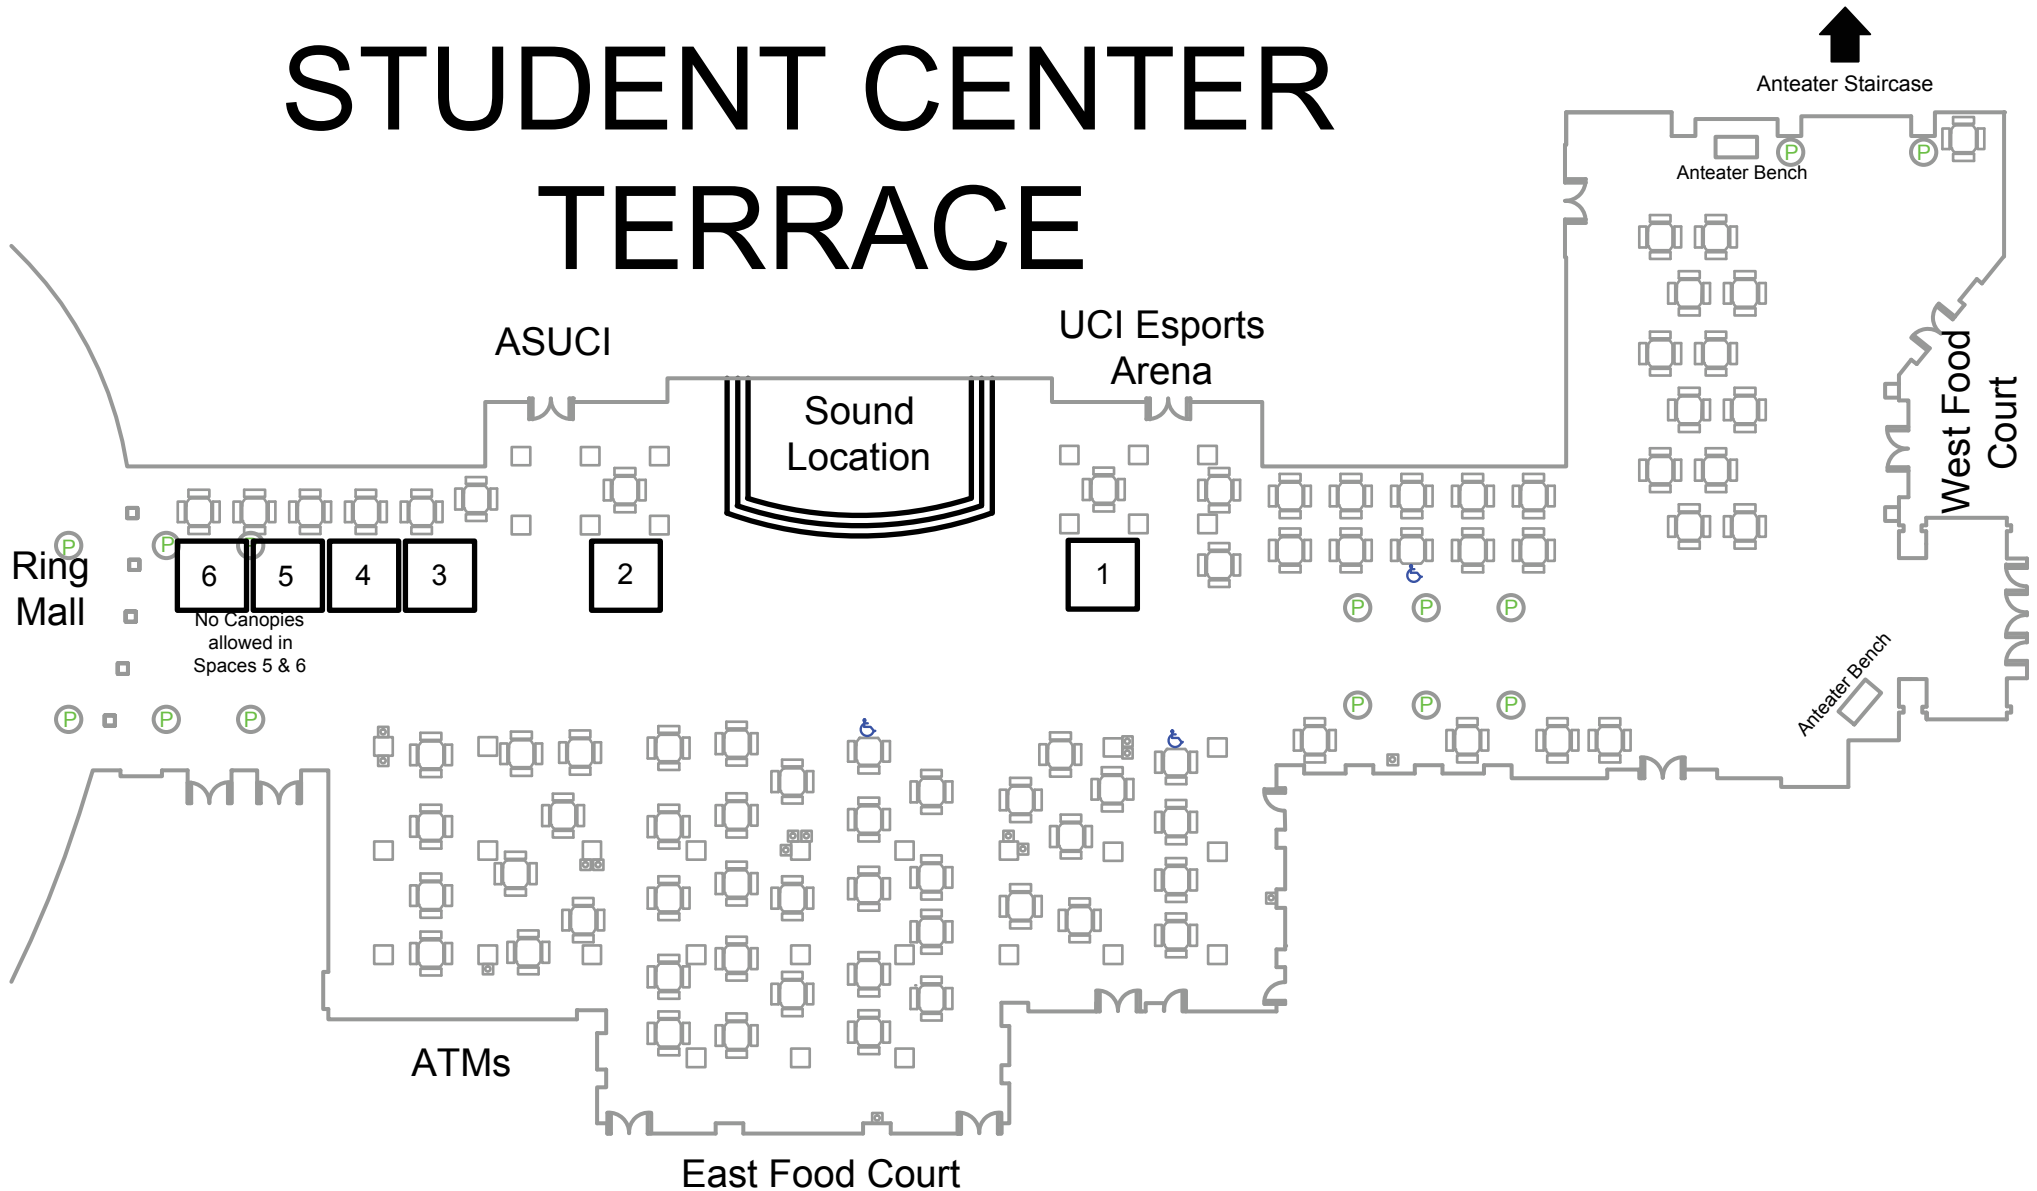 STUDENT CENTER
TERRACE
Anteater Staircase
Anteater Bench
P
P
ASUCI
UCI Esports
Arena
Sound
Location
West Food
Court
Ring
Mall
P
P
P
6
5
4
3
2
1
No Canopies
allowed in
Spaces 5 & 6
P
P
P
Anteater Bench
P
P
P
P
P
P
ATMs
East Food Court